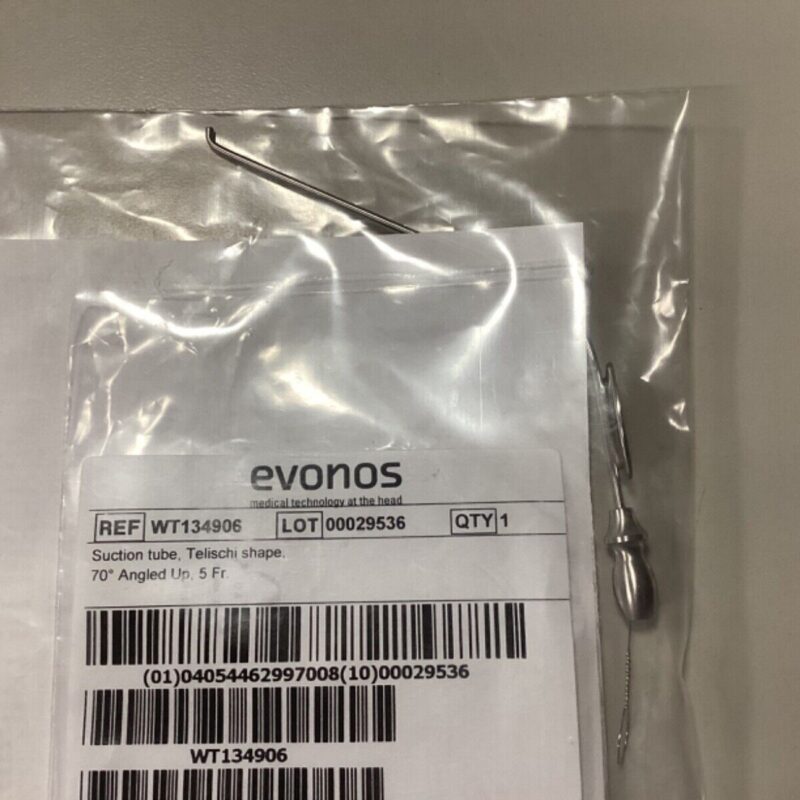 evonos
medical technology at the head
REF WT134906 LOT 00029536 QTY 1
Suction tube, Telischi shape,
70° Angled Up, 5 Fr.
(01)04054462997008(10)00029536
WT134906